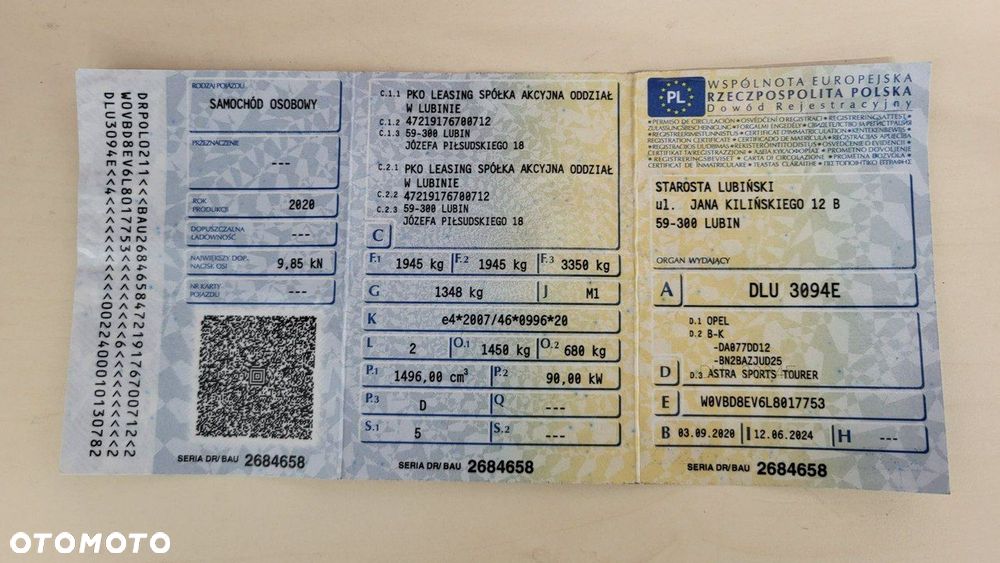 DRPOLL0211<<BAU2684658472191767007​12<2
W0VBD8EV6L8017753<<<<<<<6<<<<<<<<<<2
DLU3094E<<4<<<<<<<<<0022400010130782
RODZAJ POJAZDU
SAMOCHÓD OSOBOWY
PRZEZNACZENIE
---
ROK
PRODUKCJI
2020
DOPUSZCZALNA
ŁADOWNOŚĆ
---
NAJWIĘKSZY DOP.
NACISK OSI
9,85 kN
NR KARTY
POJAZDU
---
SERIA DR/BAU 2684658
C.1.1 PKO LEASING SPÓŁKA AKCYJNA ODDZIAŁ
W LUBINIE
C.1.2 47219176700712
C.1.3 59-300 LUBIN
JÓZEFA PIŁSUDSKIEGO 18
C.2.1 PKO LEASING SPÓŁKA AKCYJNA ODDZIAŁ
W LUBINIE
C.2.2 47219176700712
C.2.3 59-300 LUBIN
JÓZEFA PIŁSUDSKIEGO 18
C
F.1 1945 kg F.2 1945 kg F.3 3350 kg
G 1348 kg J M1
K e4*2007/46*0996*20
L 2 O.1 1450 kg O.2 680 kg
P.1 1496,00 cm³ P.2 90,00 kW
P.3 D Q ---
S.1 5 S.2 ---
SERIA DR/BAU 2684658
PL
WSPÓLNOTA EUROPEJSKA
RZECZPOSPOLITA POLSKA
Dowód Rejestracyjny
STAROSTA LUBIŃSKI
ul. JANA KILIŃSKIEGO 12 B
59-300 LUBIN
ORGAN WYDAJĄCY
A DLU 3094E
D.1 OPEL
D.2 B-K
-DA077DD12
-BN2BAZJUD25
D D.3 ASTRA SPORTS TOURER
E W0VBD8EV6L8017753
B 03.09.2020 I 12.06.2024 H ---
SERIA DR/BAU 2684658
OTOMOTO